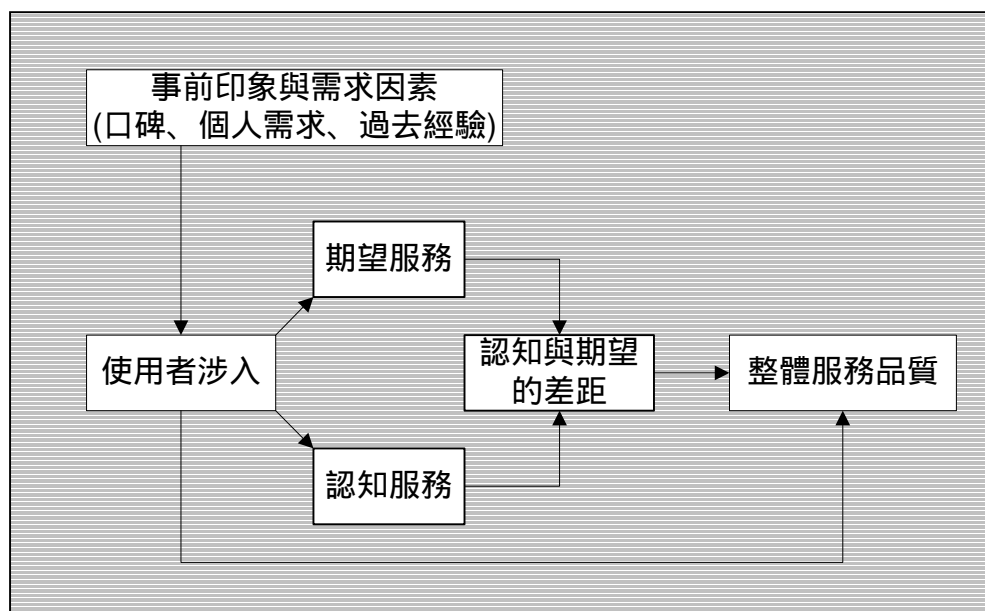 事前印象與需求因素
(口碑、個人需求、過去經驗)
期望服務
使用者涉入
認知與期望
的差距
整體服務品質
認知服務